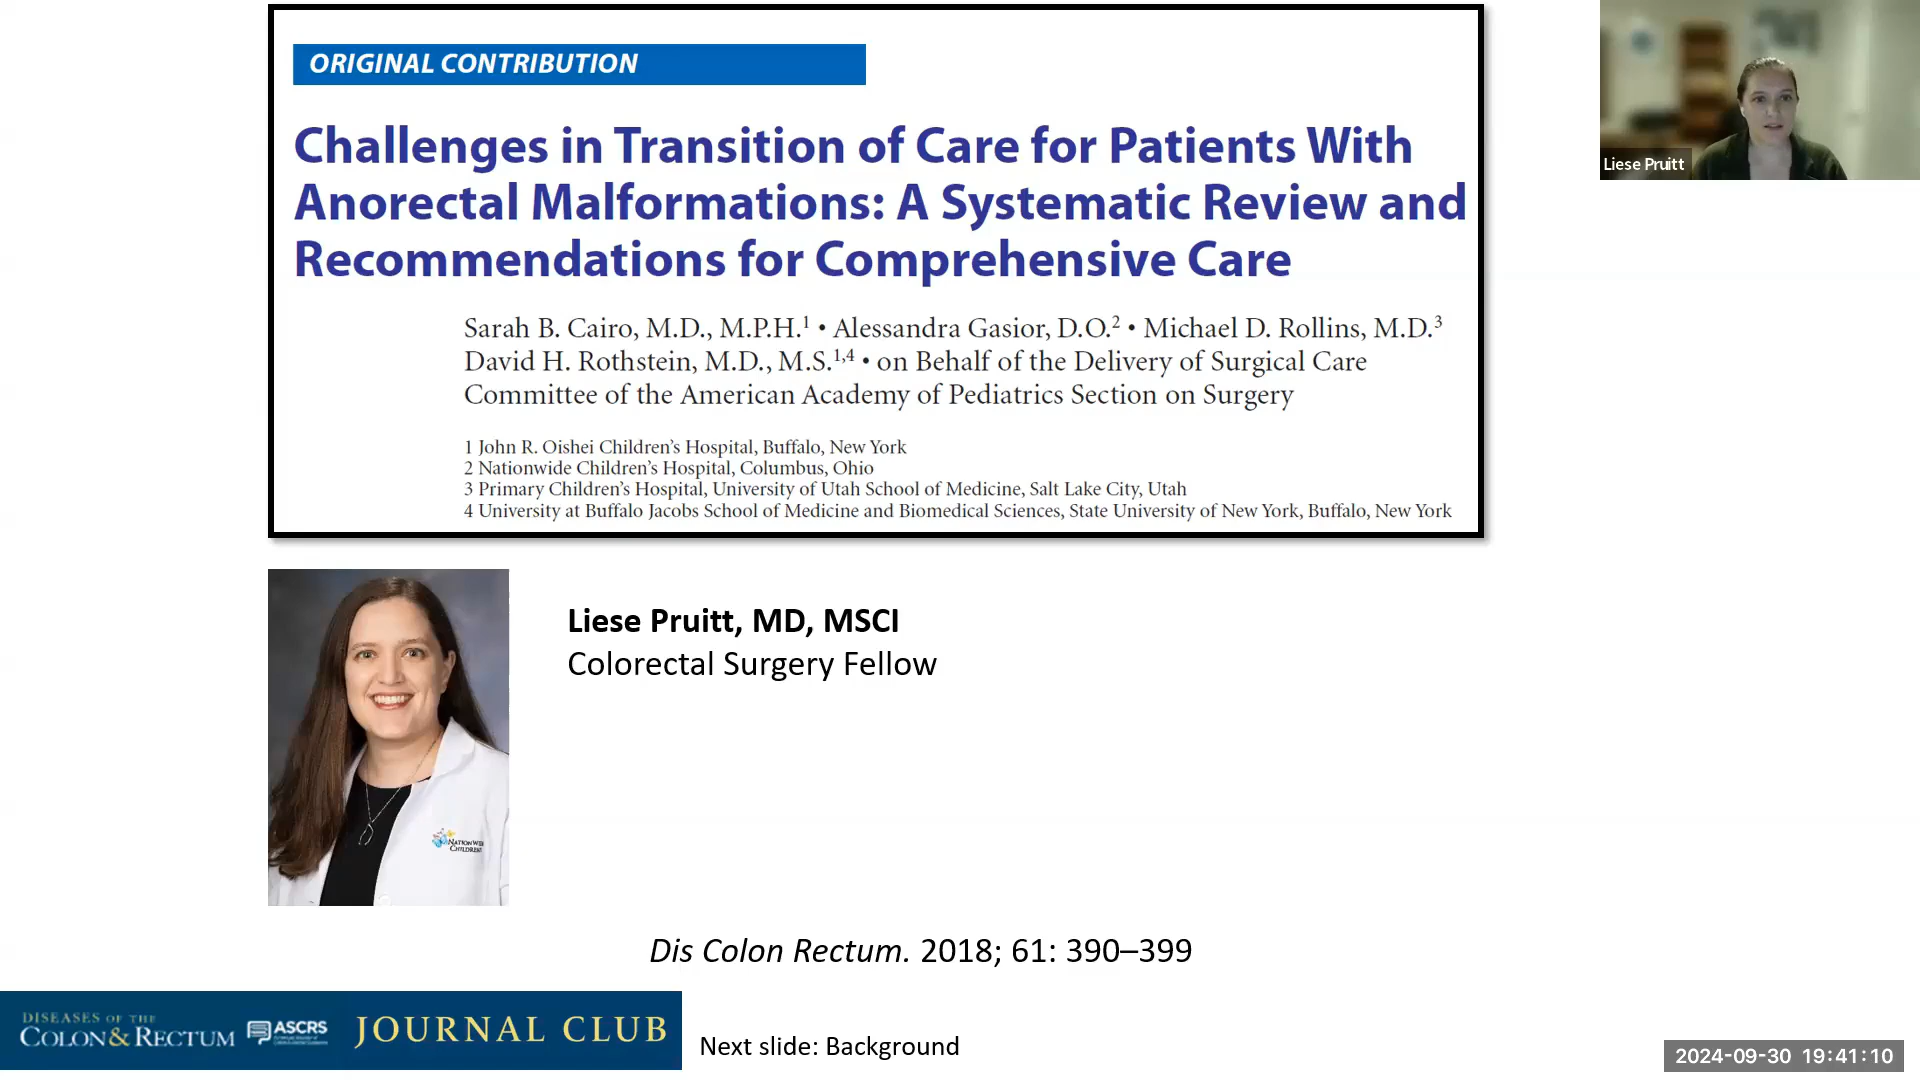 ORIGINAL CONTRIBUTION
Challenges in Transition of Care for Patients With
Anorectal Malformations: A Systematic Review and
Recommendations for Comprehensive Care
Sarah B. Cairo, M.D., M.P.H.1 • Alessandra Gasior, D.O.2 • Michael D. Rollins, M.D.3
David H. Rothstein, M.D., M.S.1,4 • on Behalf of the Delivery of Surgical Care
Committee of the American Academy of Pediatrics Section on Surgery
1 John R. Oishei Children’s Hospital, Buffalo, New York
2 Nationwide Children’s Hospital, Columbus, Ohio
3 Primary Children’s Hospital, University of Utah School of Medicine, Salt Lake City, Utah
4 University at Buffalo Jacobs School of Medicine and Biomedical Sciences, State University of New York, Buffalo, New York
Liese Pruitt
Liese Pruitt, MD, MSCI
Colorectal Surgery Fellow
Dis Colon Rectum. 2018; 61: 390–399
DISEASES OF THE
COLON&RECTUM
ASCRS
JOURNAL CLUB
Next slide: Background
2024-09-30 19:41:10